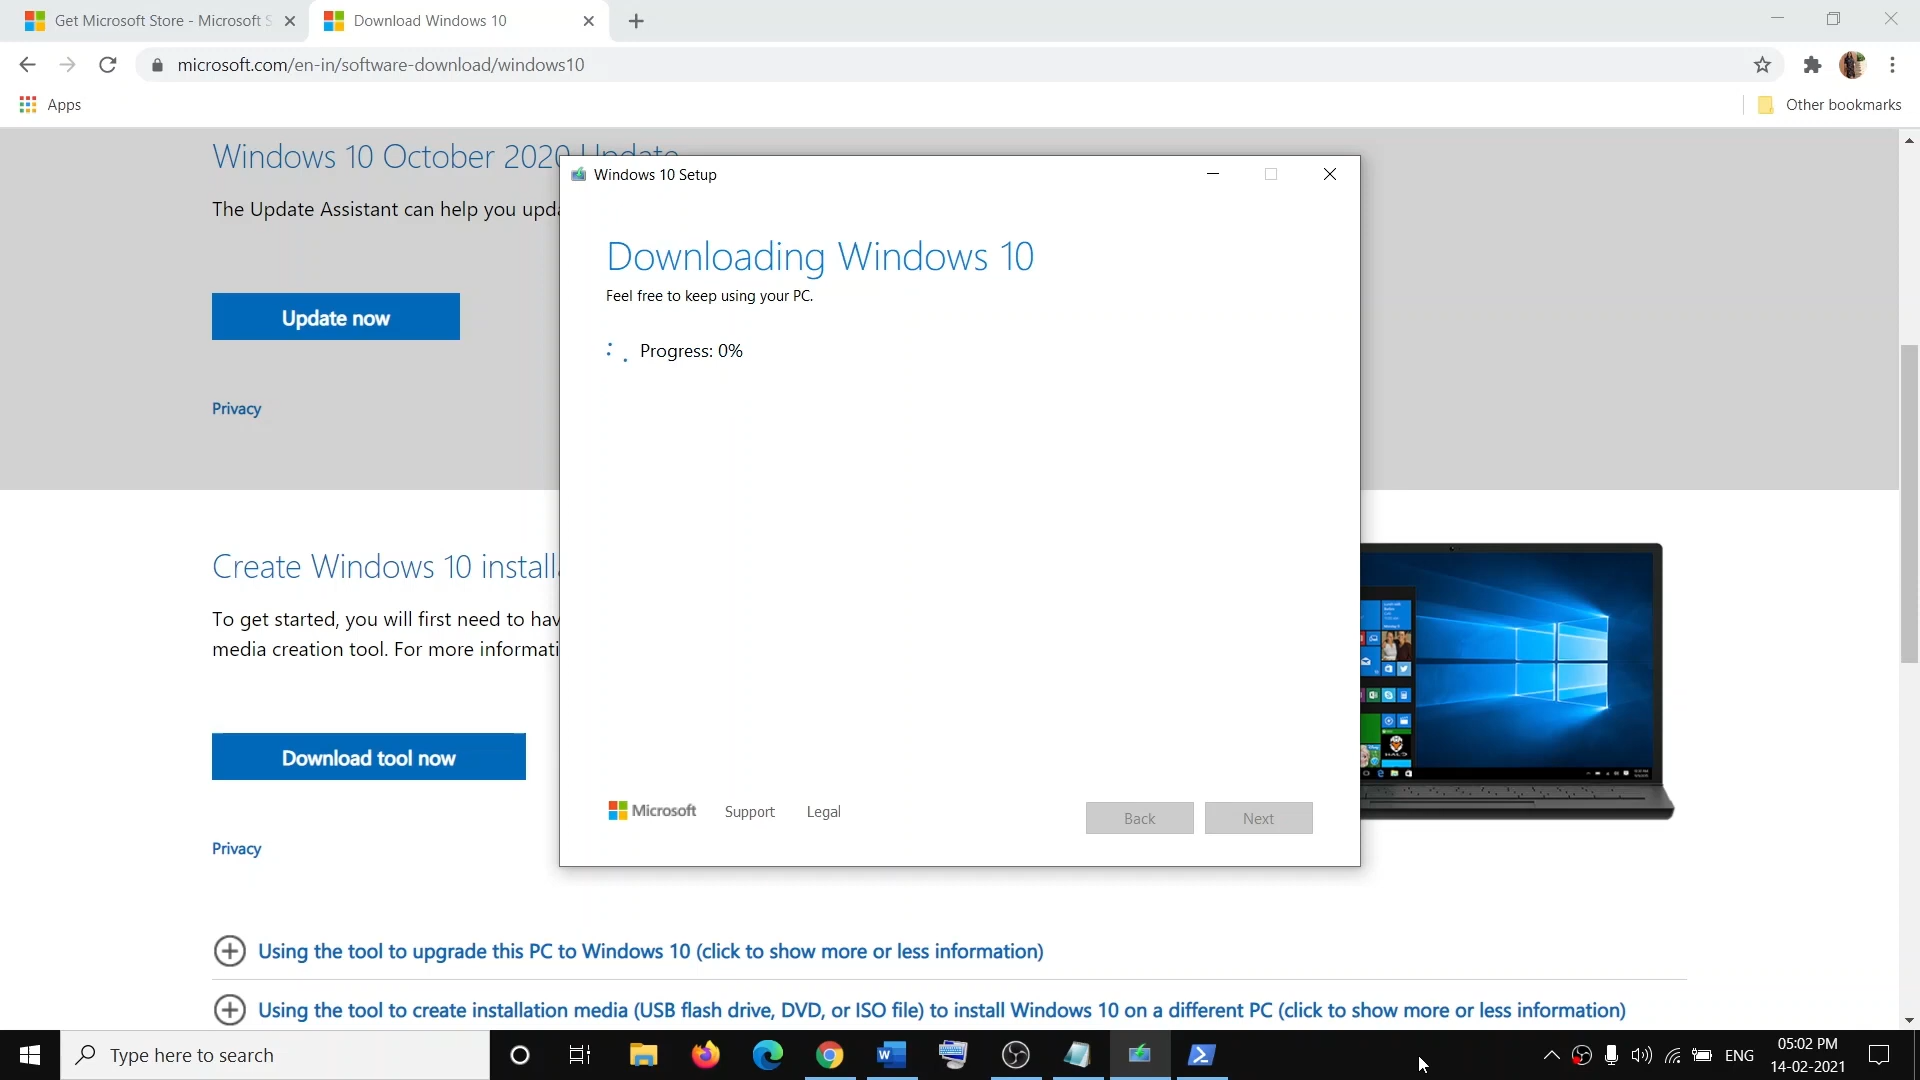 Get Microsoft Store - Microsoft S
Download Windows 10
microsoft.com/en-in/software-download/windows10
Apps
Other bookmarks
Windows 10 October 2020 Update
The Update Assistant can help you upda
Update now
Privacy
Windows 10 Setup
Downloading Windows 10
Feel free to keep using your PC.
Progress: 0%
Microsoft
Support
Legal
Back
Next
Create Windows 10 installa
To get started, you will first need to hav
media creation tool. For more informati
Download tool now
Privacy
Using the tool to upgrade this PC to Windows 10 (click to show more or less information)
Using the tool to create installation media (USB flash drive, DVD, or ISO file) to install Windows 10 on a different PC (click to show more or less information)
Type here to search
ENG
05:02 PM
14-02-2021